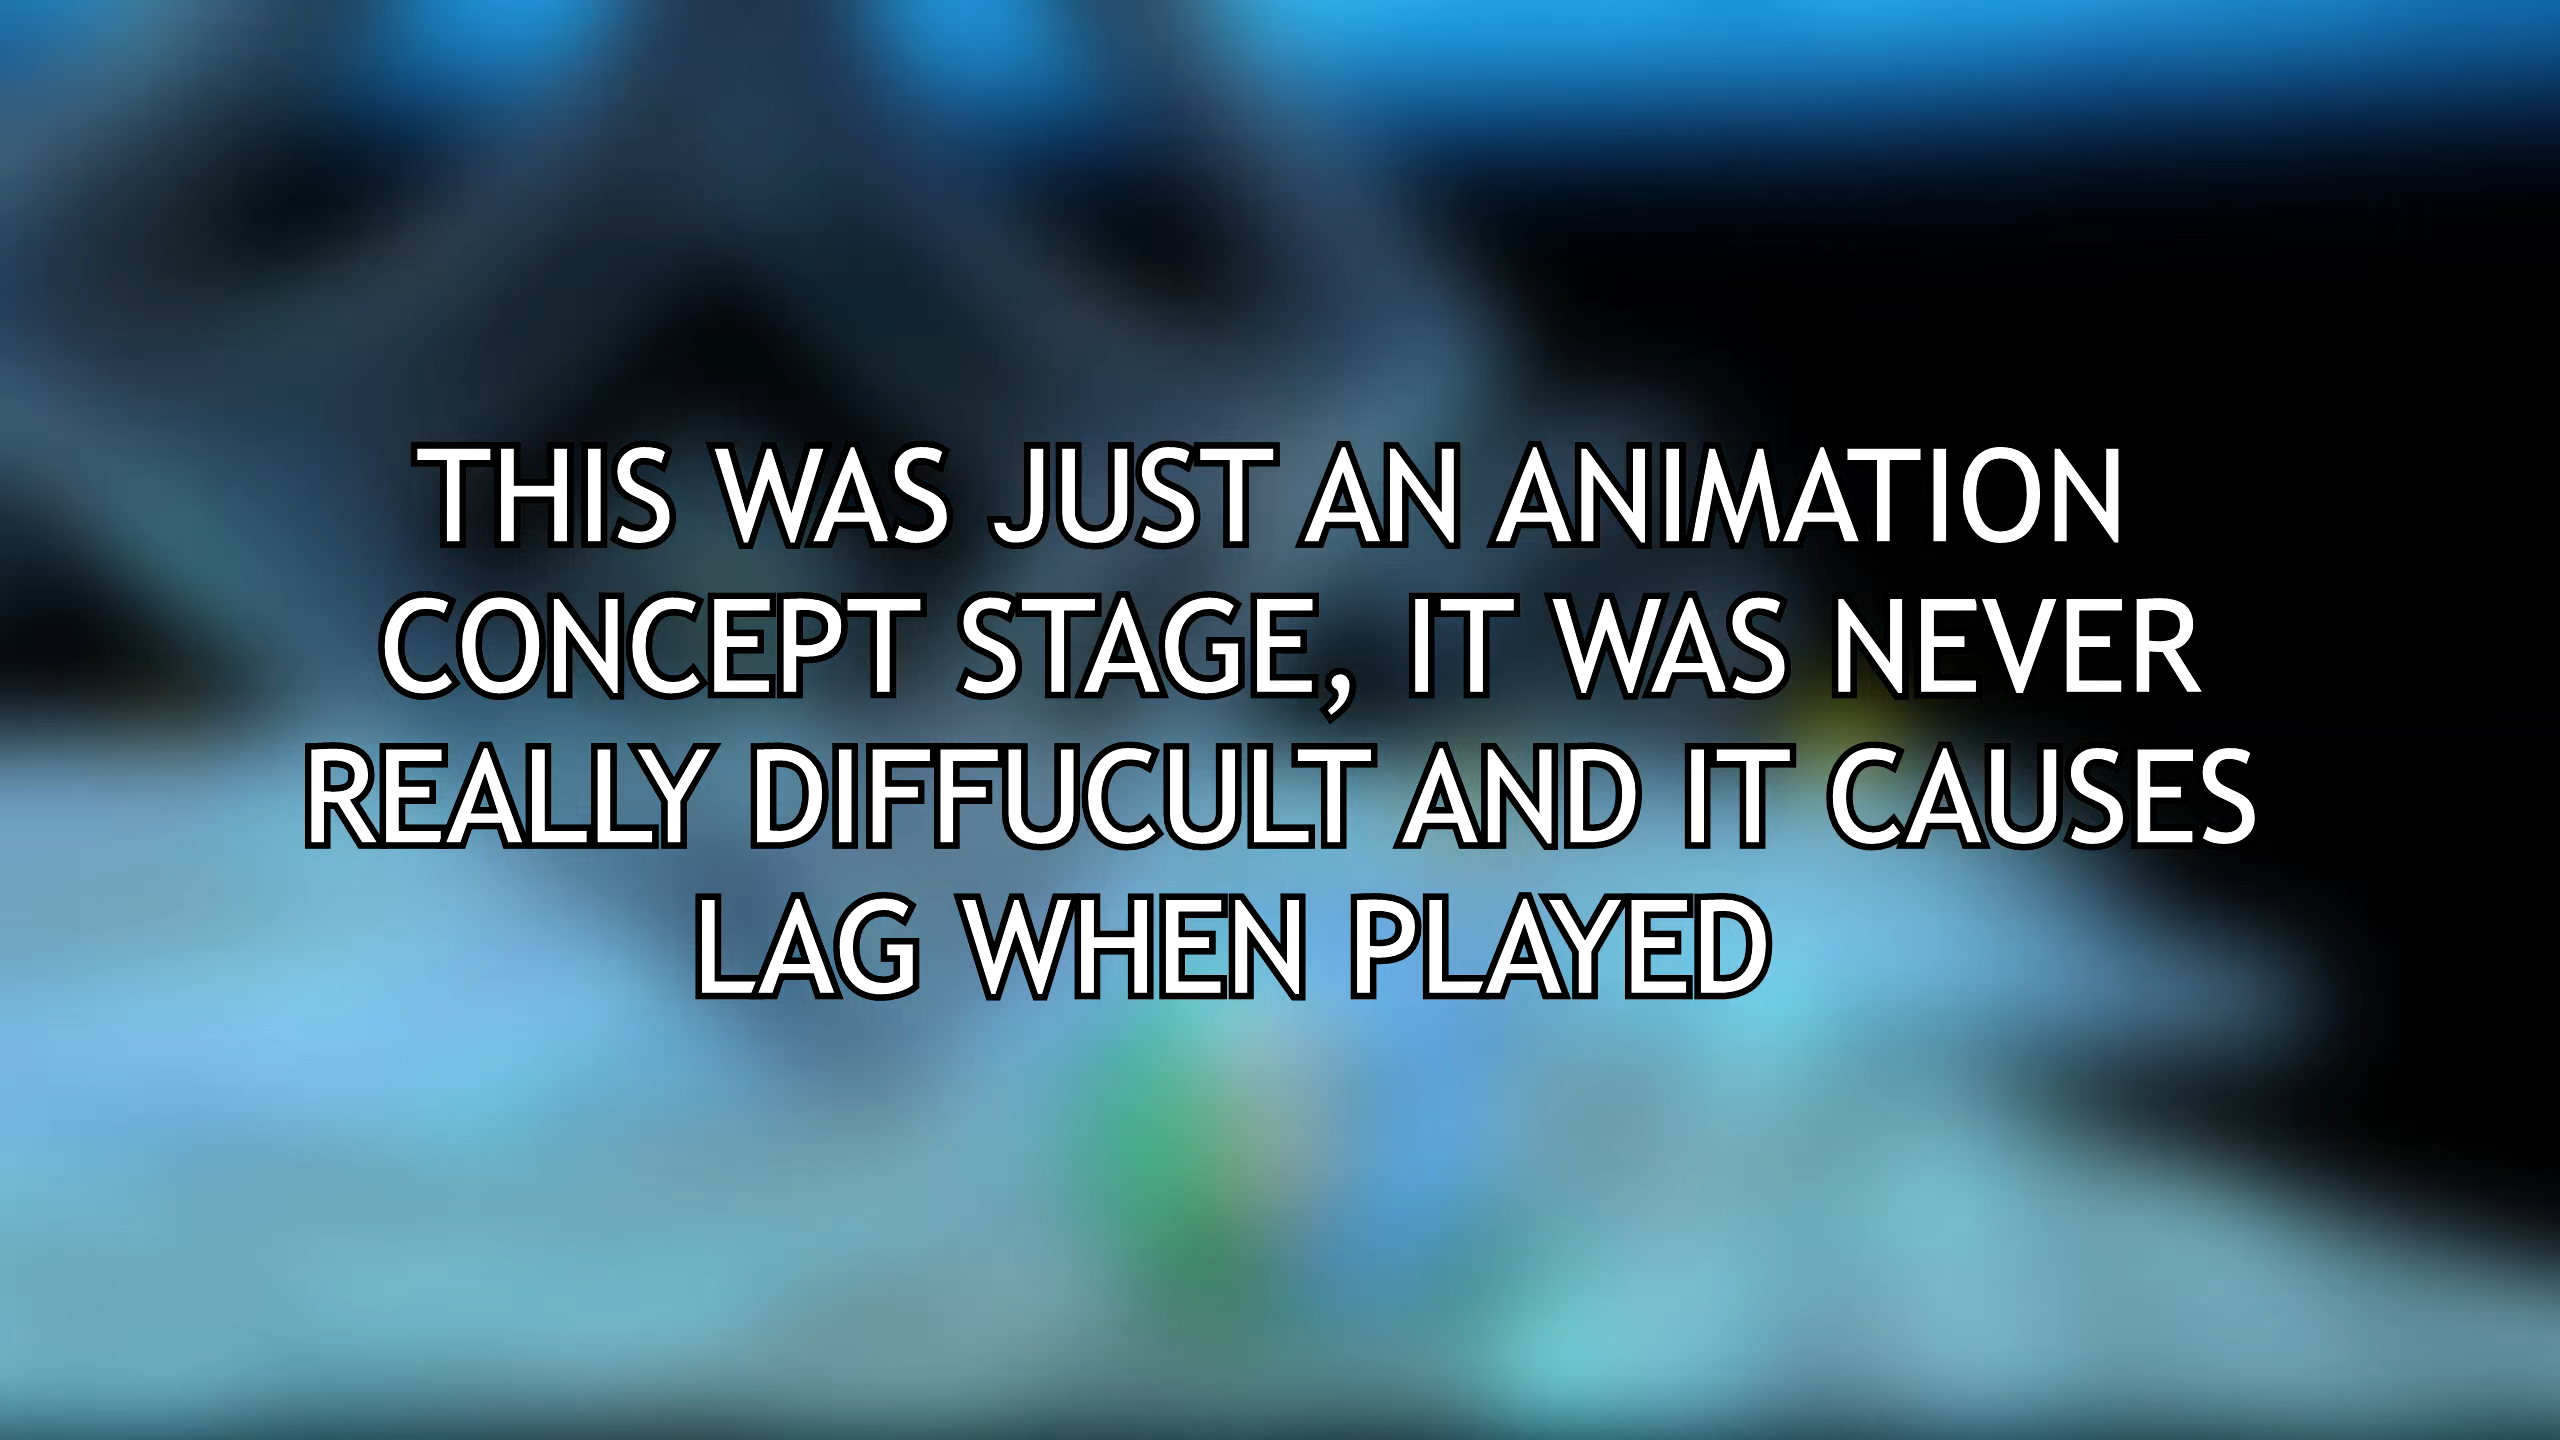 THIS WAS JUST AN ANIMATION
CONCEPT STAGE, IT WAS NEVER
REALLY DIFFUCULT AND IT CAUSES
LAG WHEN PLAYED